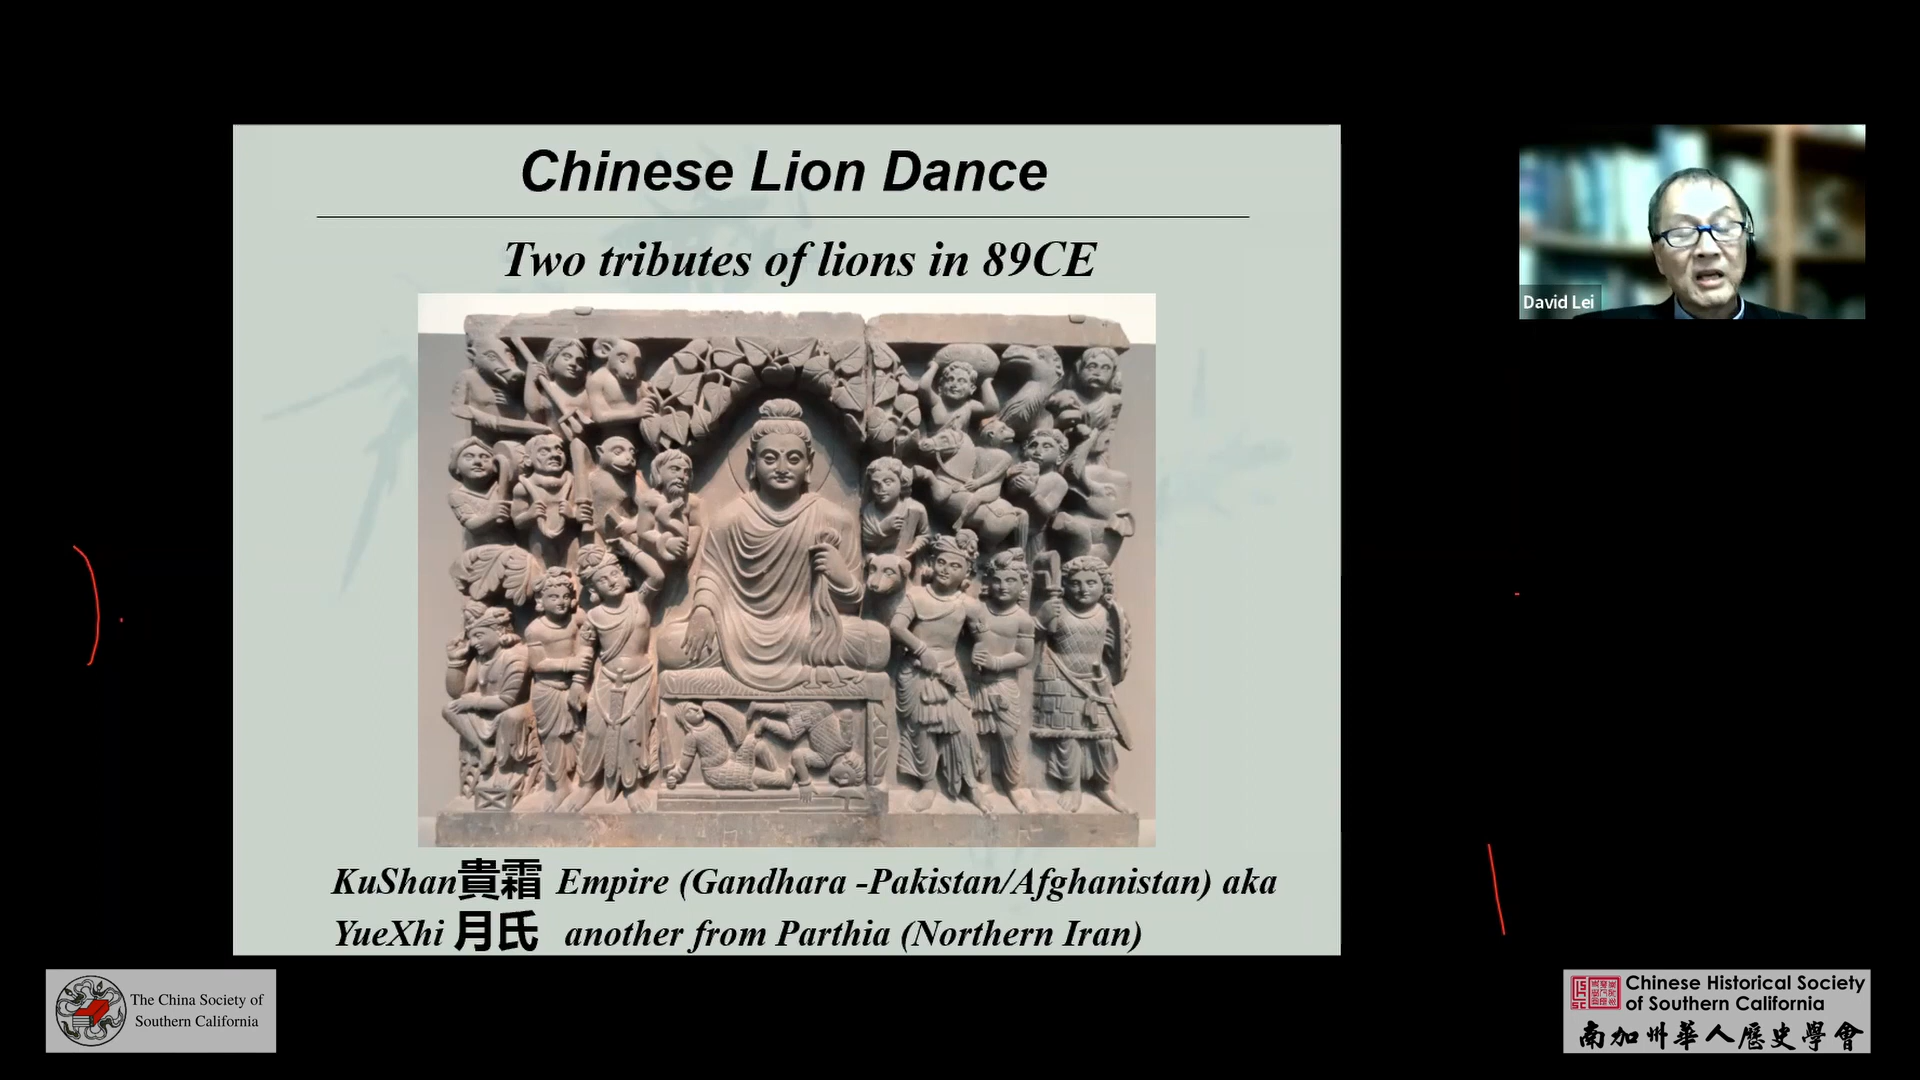 Chinese Lion Dance
Two tributes of lions in 89CE
KuShan貴霜 Empire (Gandhara -Pakistan/Afghanistan) aka
YueXhi 月氏 another from Parthia (Northern Iran)
David Lei
The China Society of
Southern California
Chinese Historical Society
of Southern California
南加州華人歷史學會